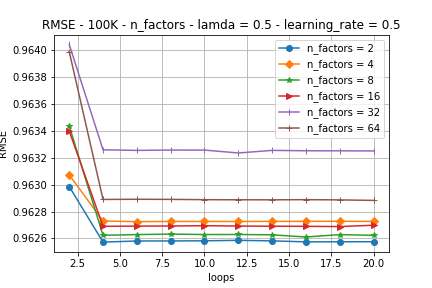 RMSE - 100K - n_factors - lamda = 0.5 - learning_rate = 0.5
n_factors = 2
n_factors = 4
n_factors = 8
n_factors = 16
n_factors = 32
n_factors = 64
0.9640
0.9638
0.9636
0.9634
0.9632
0.9630
0.9628
0.9626
RMSE
2.5 5.0 7.5 10.0 12.5 15.0 17.5 20.0
loops